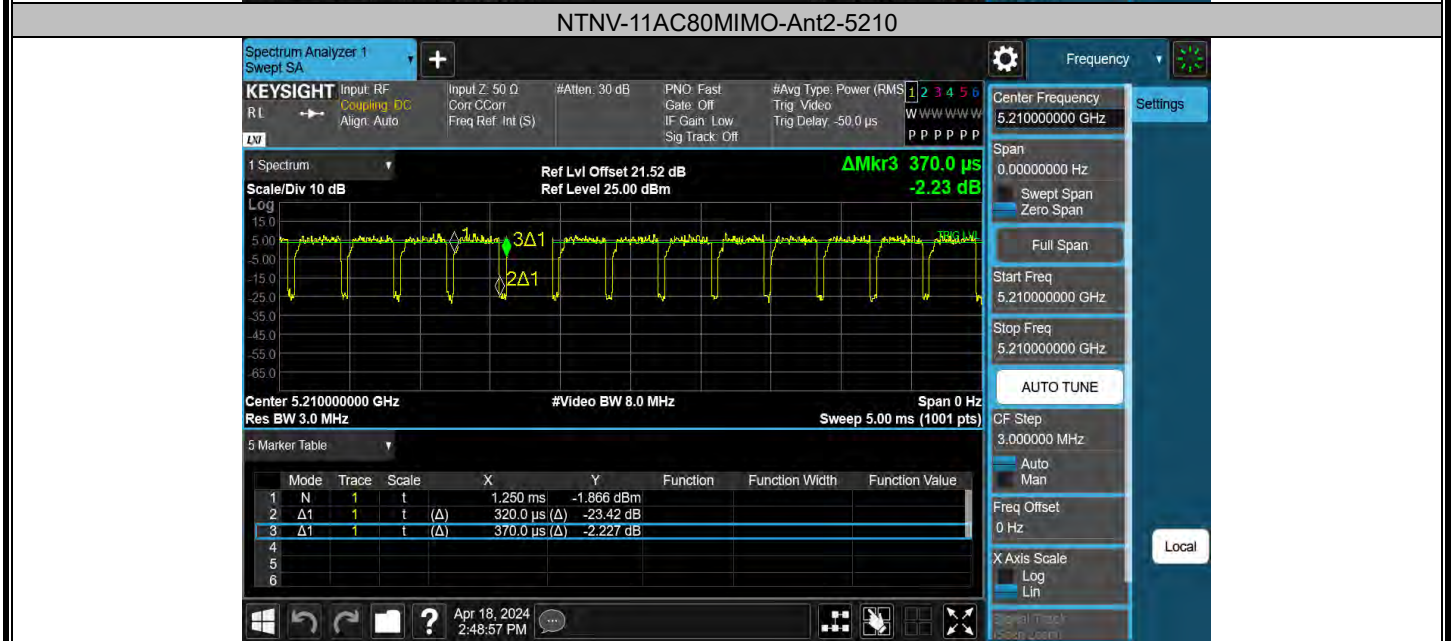 NTNV-11AC80MIMO-Ant2-5210
Spectrum Analyzer 1
Swept SA
+
Frequency
KEYSIGHT
RL
LXI
Input: RF
Coupling: DC
Align: Auto
Input Z: 50 Ω
Corr CCorr
Freq Ref: Int (S)
#Atten: 30 dB
PNO: Fast
Gate: Off
IF Gain: Low
Sig Track: Off
#Avg Type: Power (RMS
Trig: Video
Trig Delay: -50.0 µs
1 2 3 4 5 6
W W W W W W
P P P P P P
1 Spectrum
Scale/Div 10 dB
Ref Lvl Offset 21.52 dB
Ref Level 25.00 dBm
ΔMkr3 370.0 µs
-2.23 dB
Log
15.0
5.00
-5.00
-15.0
-25.0
-35.0
-45.0
-55.0
-65.0
1
3Δ1
2Δ1
TRIG LVL
Center 5.210000000 GHz
#Video BW 8.0 MHz
Span 0 Hz
Res BW 3.0 MHz
Sweep 5.00 ms (1001 pts)
5 Marker Table
Mode Trace Scale X Y Function Function Width Function Value
1 N 1 t 1.250 ms -1.866 dBm
2 Δ1 1 t (Δ) 320.0 µs (Δ) -23.42 dB
3 Δ1 1 t (Δ) 370.0 µs (Δ) -2.227 dB
4
5
6
?
Apr 18, 2024
2:48:57 PM
Center Frequency
5.210000000 GHz
Settings
Span
0.00000000 Hz
Swept Span
Zero Span
Full Span
Start Freq
5.210000000 GHz
Stop Freq
5.210000000 GHz
AUTO TUNE
CF Step
3.000000 MHz
Auto
Man
Freq Offset
0 Hz
X Axis Scale
Log
Lin
Local
Signal Track
(Span Zoom)